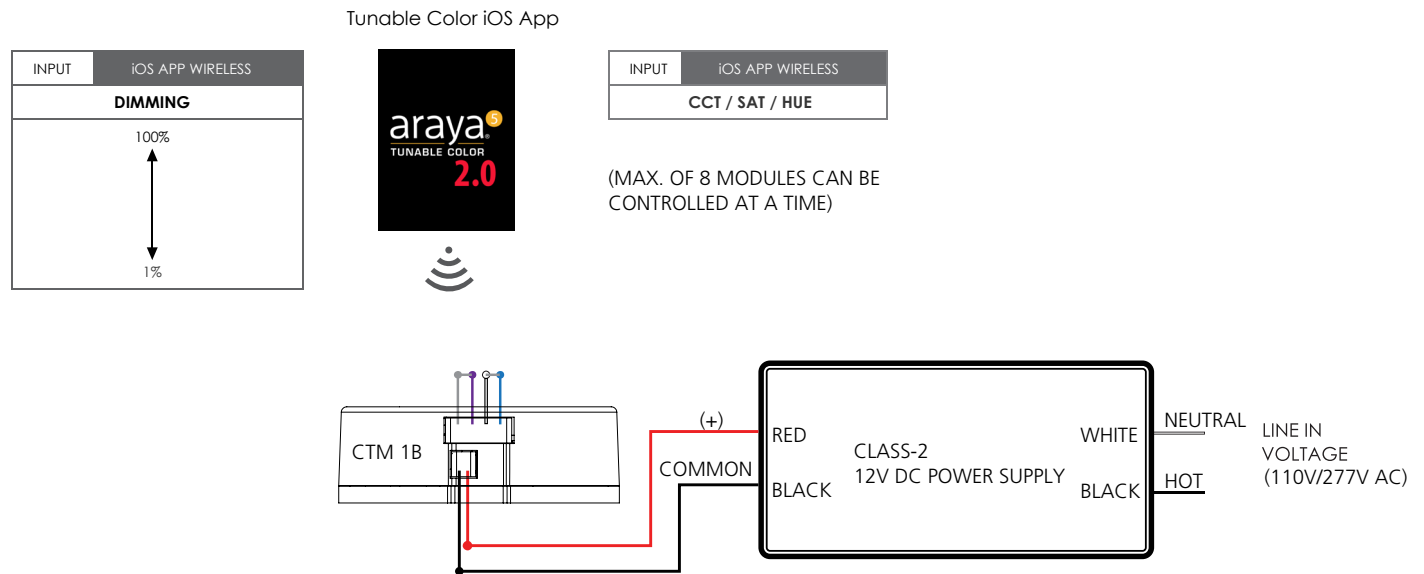 Tunable Color iOS App
INPUT iOS APP WIRELESS
DIMMING
100%
1%
araya5
TUNABLE COLOR
2.0
INPUT iOS APP WIRELESS
CCT / SAT / HUE
(MAX. OF 8 MODULES CAN BE
CONTROLLED AT A TIME)
CTM 1B
(+)
COMMON
RED
BLACK
CLASS-2
12V DC POWER SUPPLY
WHITE
BLACK
NEUTRAL
HOT
LINE IN
VOLTAGE
(110V/277V AC)